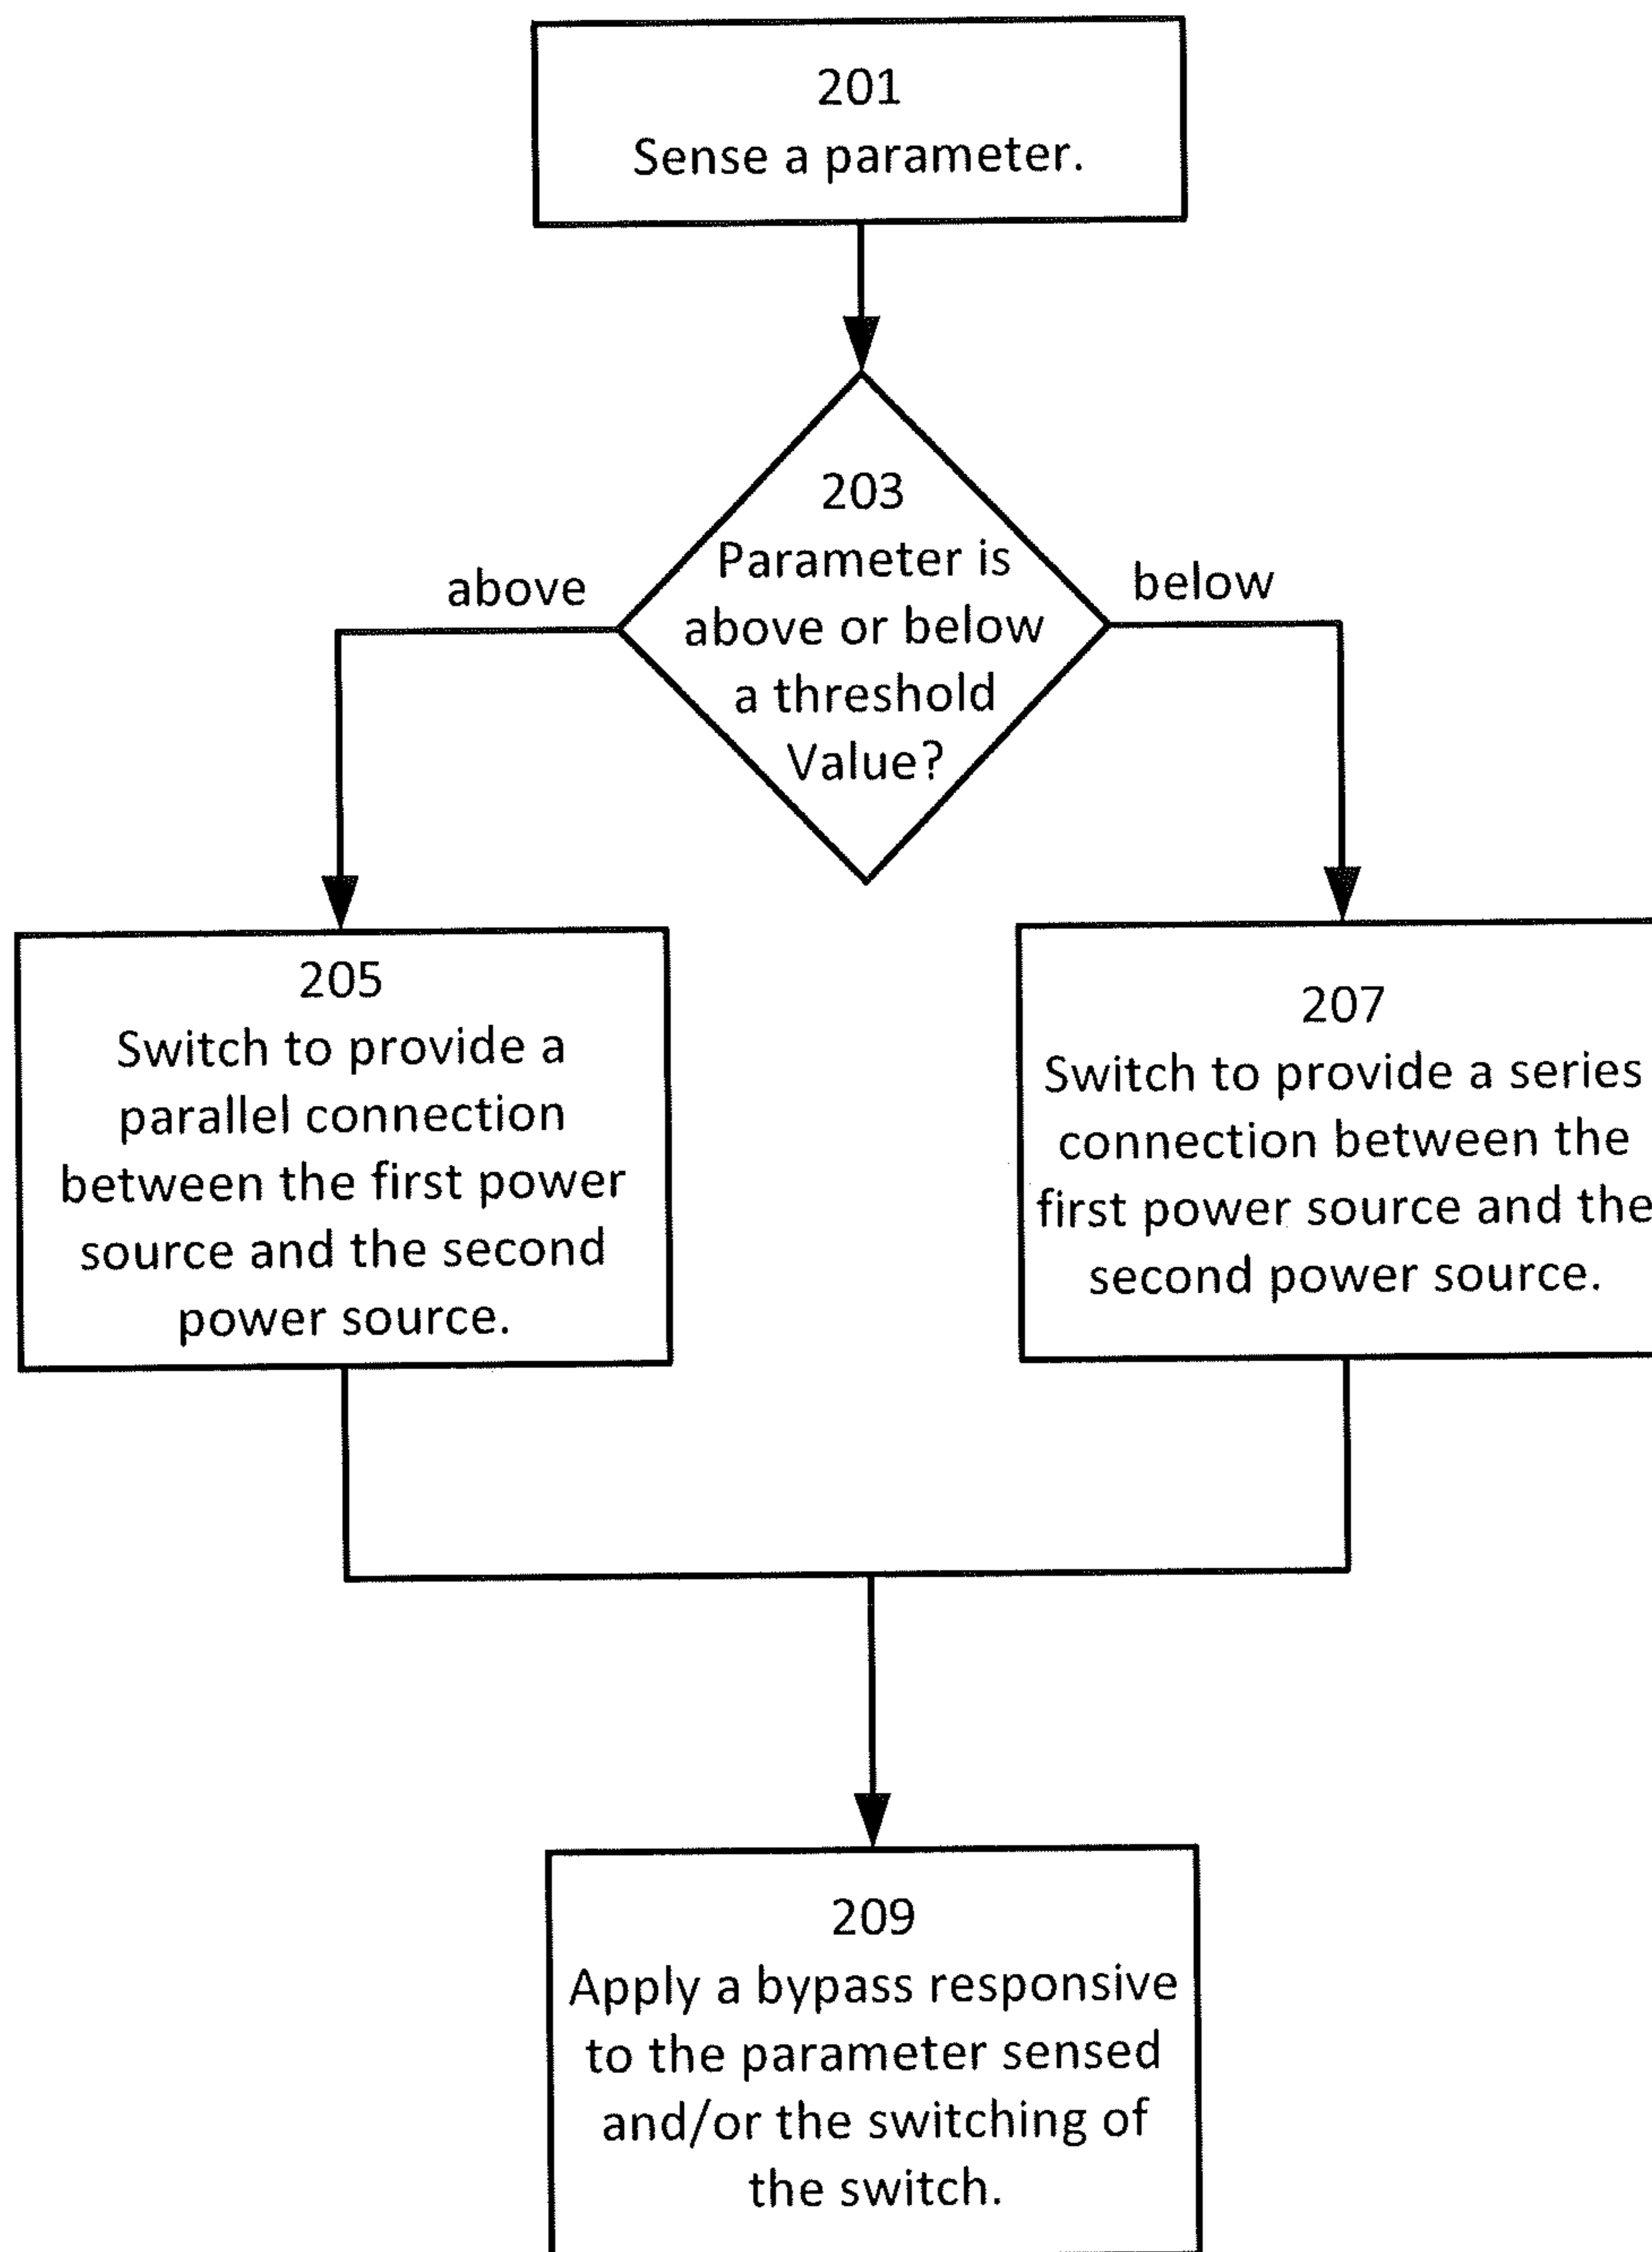 201
Sense a parameter.
203
Parameter is
above or below
a threshold
Value?
above
below
205
Switch to provide a
parallel connection
between the first power
source and the second
power source.
207
Switch to provide a series
connection between the
first power source and the
second power source.
209
Apply a bypass responsive
to the parameter sensed
and/or the switching of
the switch.